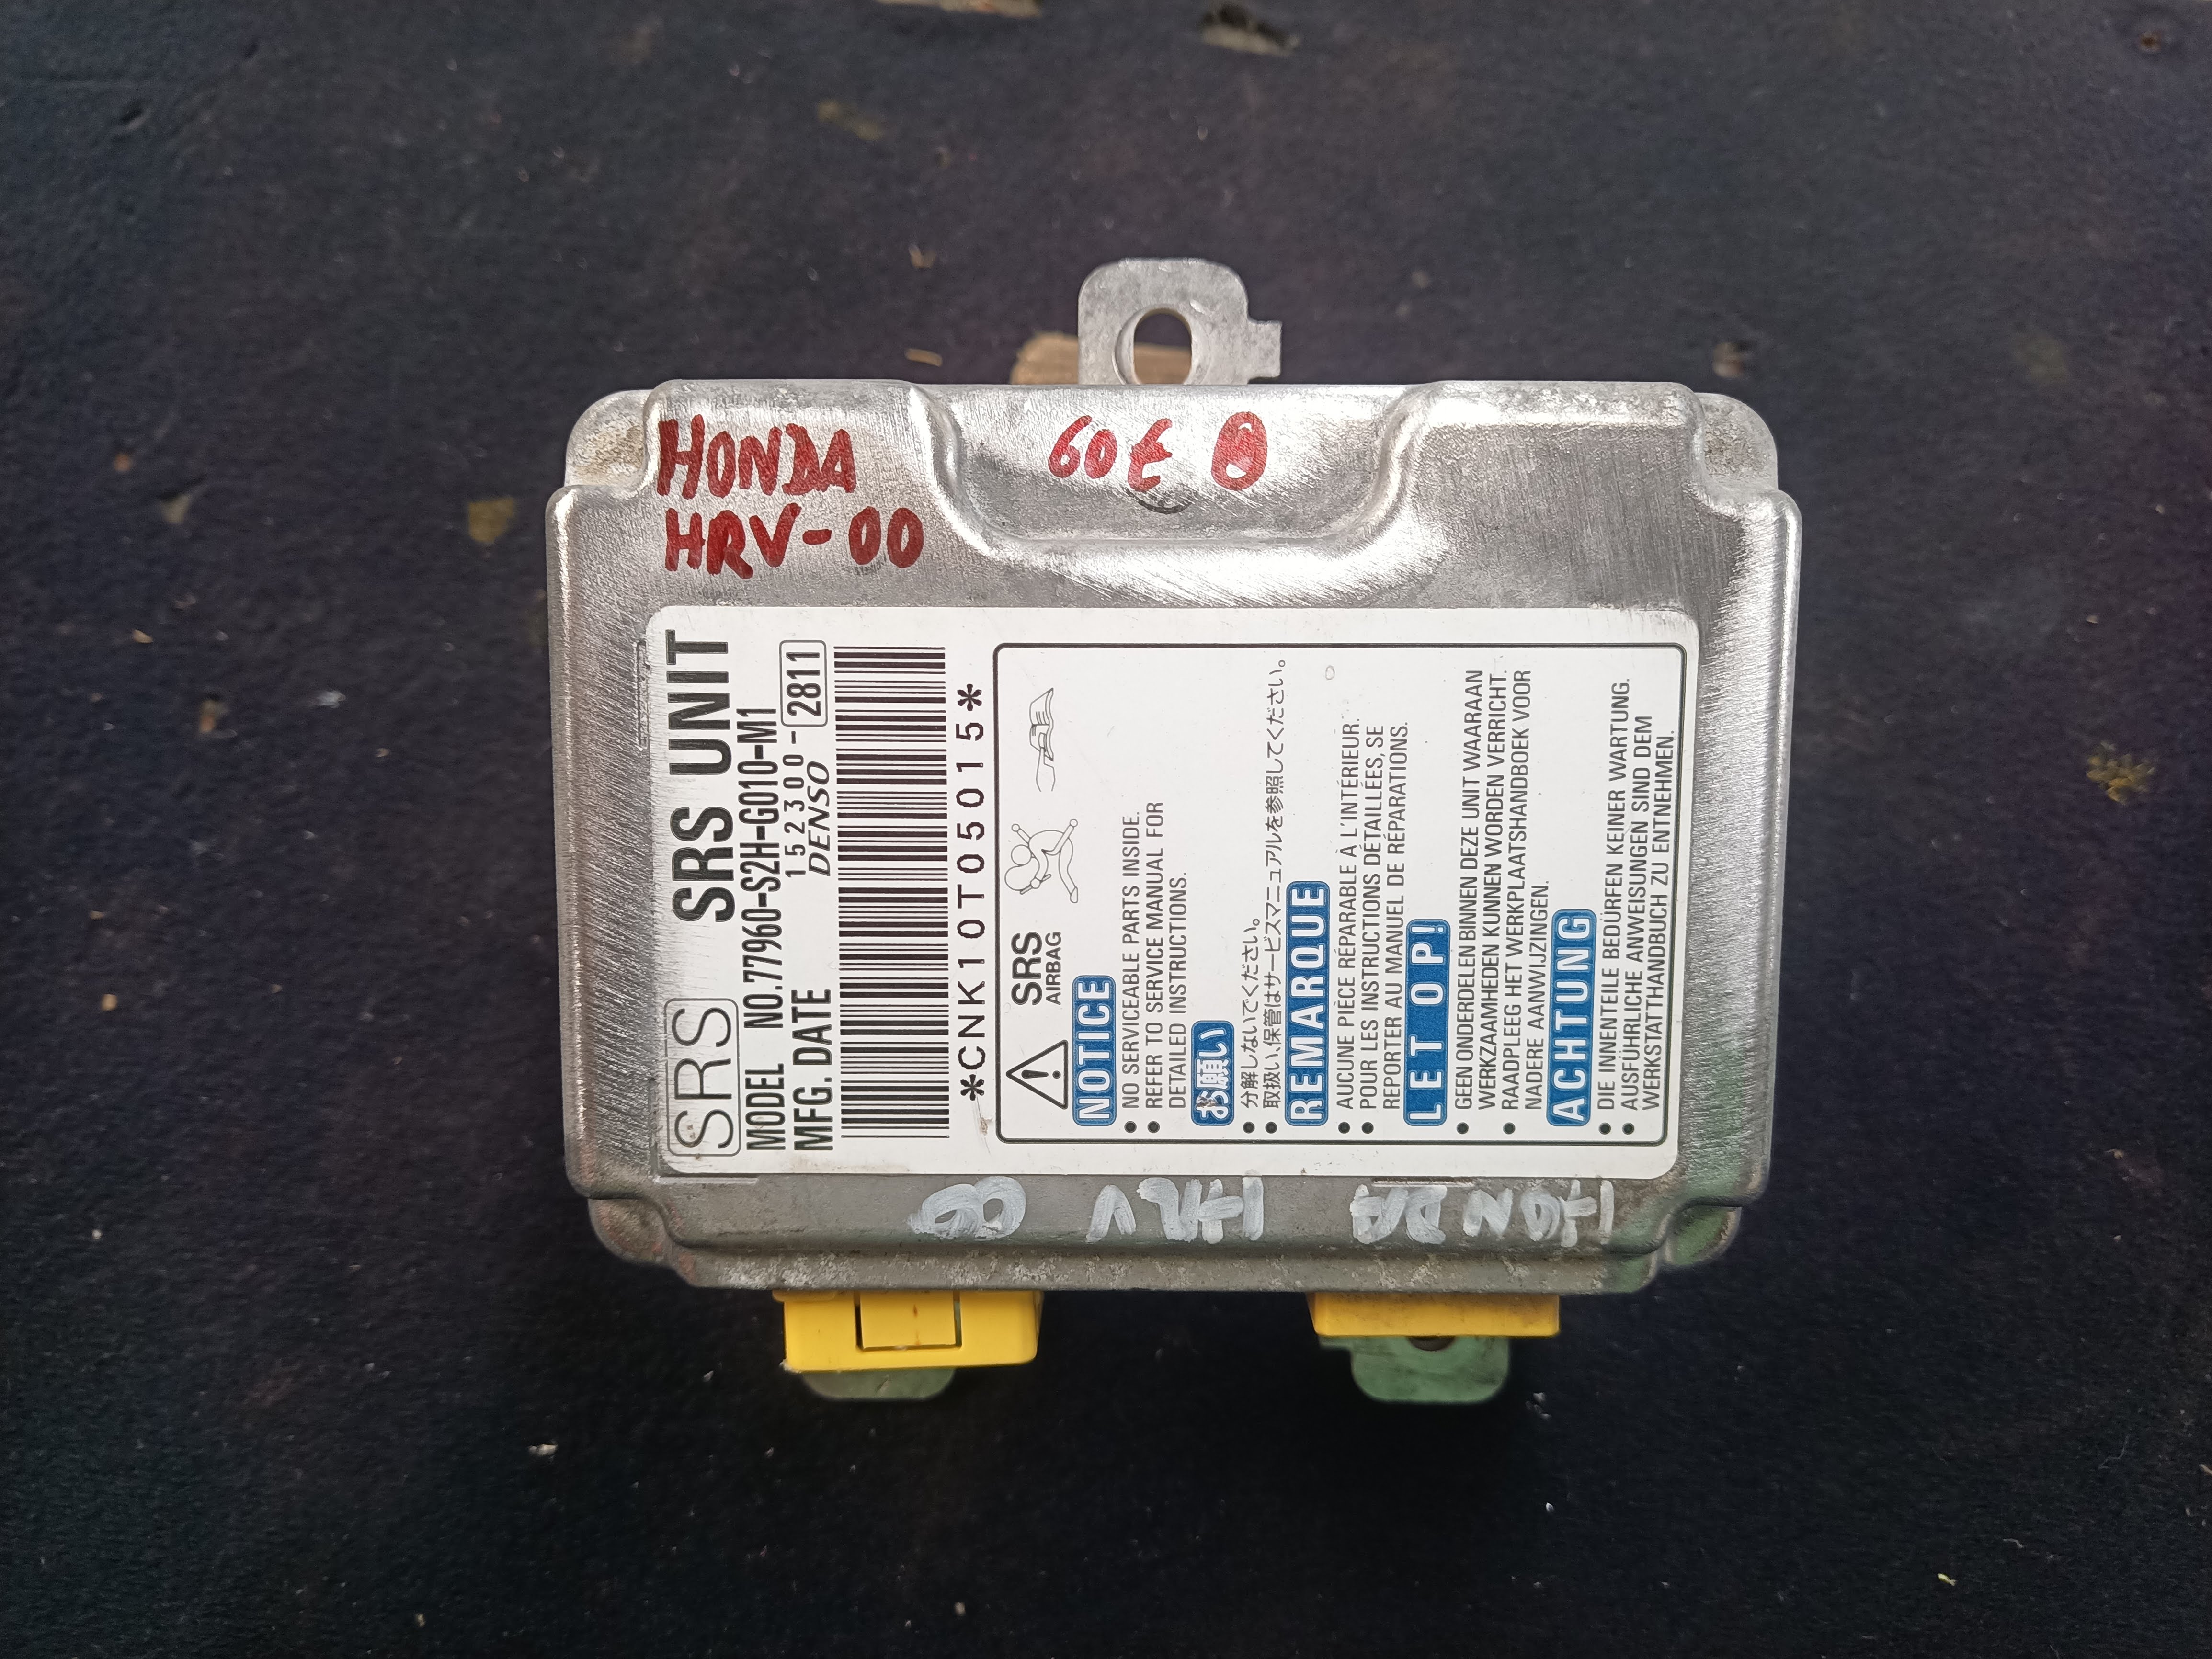 HONDA
HRV-00
60€
SRS
SRS UNIT
MODEL NO.77960-S2H-G010-M1
MFG. DATE 152300-2811
DENSO
*CNK10T05015*
SRS
AIRBAG
NOTICE
• NO SERVICEABLE PARTS INSIDE.
• REFER TO SERVICE MANUAL FOR
DETAILED INSTRUCTIONS.
お願い
• 分解しないでください。
• 取扱い、保管はサービスマニュアルを参照してください。
REMARQUE
• AUCUNE PIÈCE RÉPARABLE À L'INTÉRIEUR.
• POUR LES INSTRUCTIONS DÉTAILLÉES, SE
REPORTER AU MANUEL DE RÉPARATIONS.
LET OP!
• GEEN ONDERDELEN BINNEN DEZE UNIT WAARAAN
WERKZAAMHEDEN KUNNEN WORDEN VERRICHT.
• RAADPLEEG HET WERKPLAATSHANDBOEK VOOR
NADERE AANWIJZINGEN.
ACHTUNG
• DIE INNENTEILE BEDÜRFEN KEINER WARTUNG.
• AUSFÜHRLICHE ANWEISUNGEN SIND DEM
WERKSTATTHANDBUCH ZU ENTNEHMEN.
HONDA HRV 00